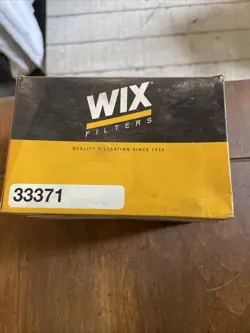 WIX®
FILTERS
QUALITY FILTRATION SINCE 1939
33371